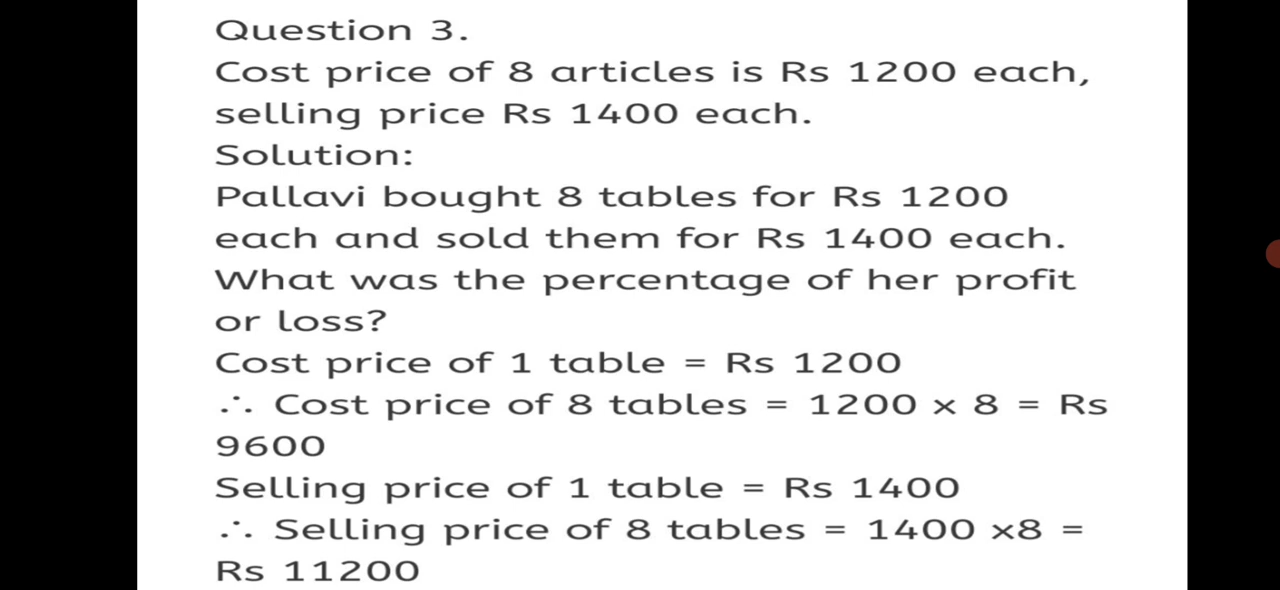 Question 3.
Cost price of 8 articles is Rs 1200 each,
selling price Rs 1400 each.
Solution:
Pallavi bought 8 tables for Rs 1200
each and sold them for Rs 1400 each.
What was the percentage of her profit
or loss?
Cost price of 1 table = Rs 1200
∴ Cost price of 8 tables = 1200 x 8 = Rs
9600
Selling price of 1 table = Rs 1400
∴ Selling price of 8 tables = 1400 x8 =
Rs 11200